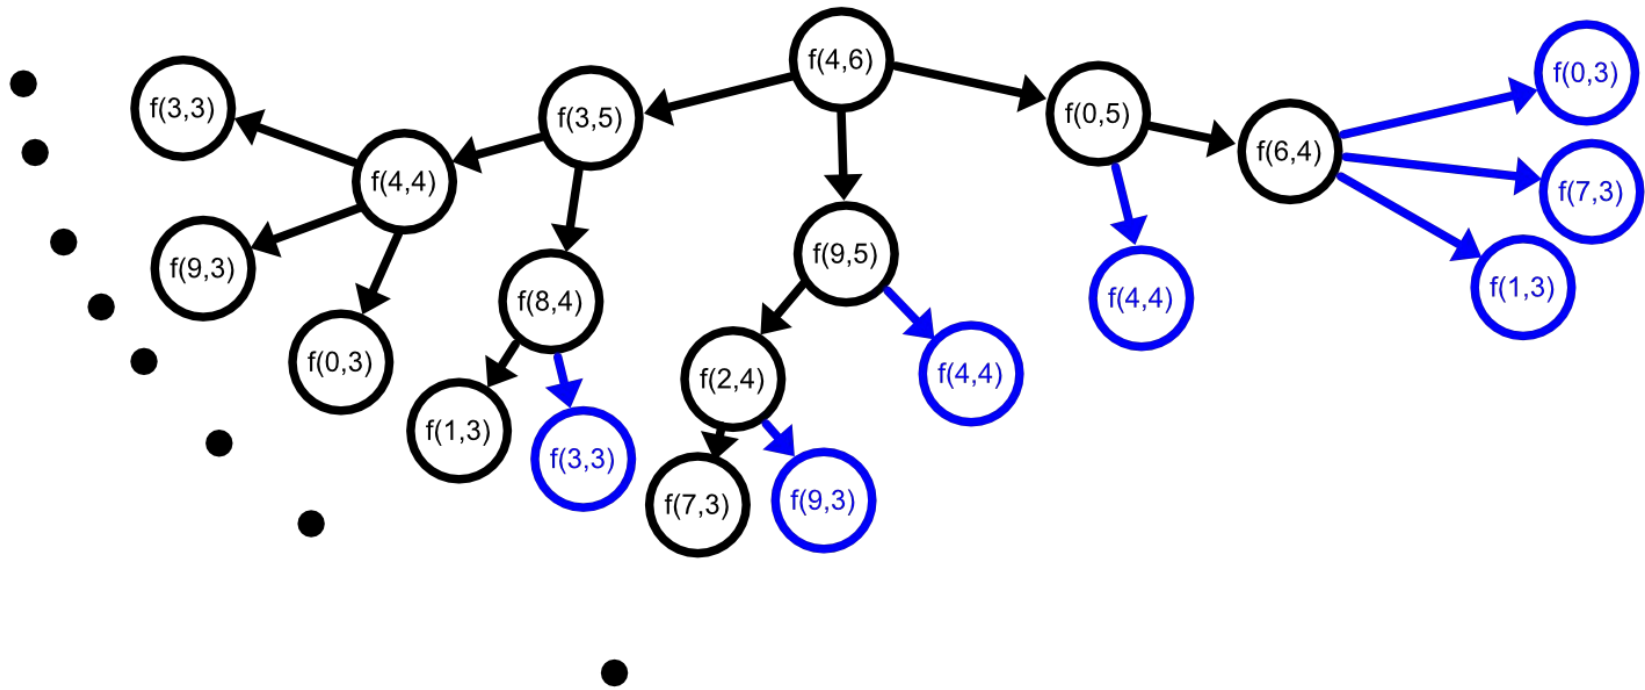 f(4,6)
f(3,5)
f(0,5)
f(3,3)
f(4,4)
f(6,4)
f(0,3)
f(7,3)
f(1,3)
f(9,3)
f(8,4)
f(9,5)
f(4,4)
f(0,3)
f(1,3)
f(3,3)
f(2,4)
f(4,4)
f(7,3)
f(9,3)